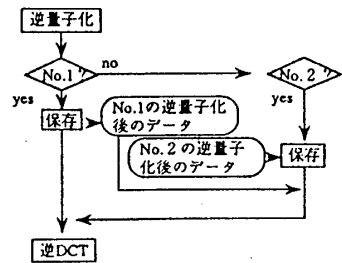 逆量子化
No.1?
no
No.2?
yes
yes
保存
No.1の逆量子化
後のデータ
No.2の逆量子
化後のデータ
保存
逆DCT